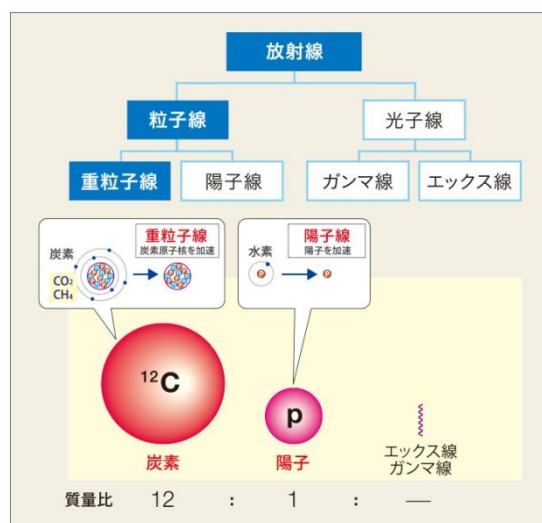 放射線
粒子線
光子線
重粒子線
陽子線
ガンマ線
エックス線
重粒子線
炭素原子核を加速
炭素
CO₂
CH₄
陽子線
陽子を加速
水素
P
P
¹²C
p
炭素
陽子
エックス線
ガンマ線
質量比 12 : 1 : —